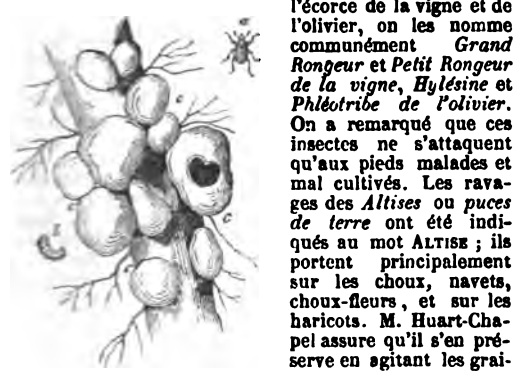 l'écorce de la vigne et de
l'olivier, on les nomme
communément Grand
Rongeur et Petit Rongeur
de la vigne, Hylésine et
Phléotribe de l'olivier.
On a remarqué que ces
insectes ne s'attaquent
qu'aux pieds malades et
mal cultivés. Les rava-
ges des Altises ou puces
de terre ont été indi-
qués au mot ALTISE ; ils
portent principalement
sur les choux, navets,
choux-fleurs, et sur les
haricots. M. Huart-Cha-
pel assure qu'il s'en pré-
serve en agitant les grai-
a
c
c